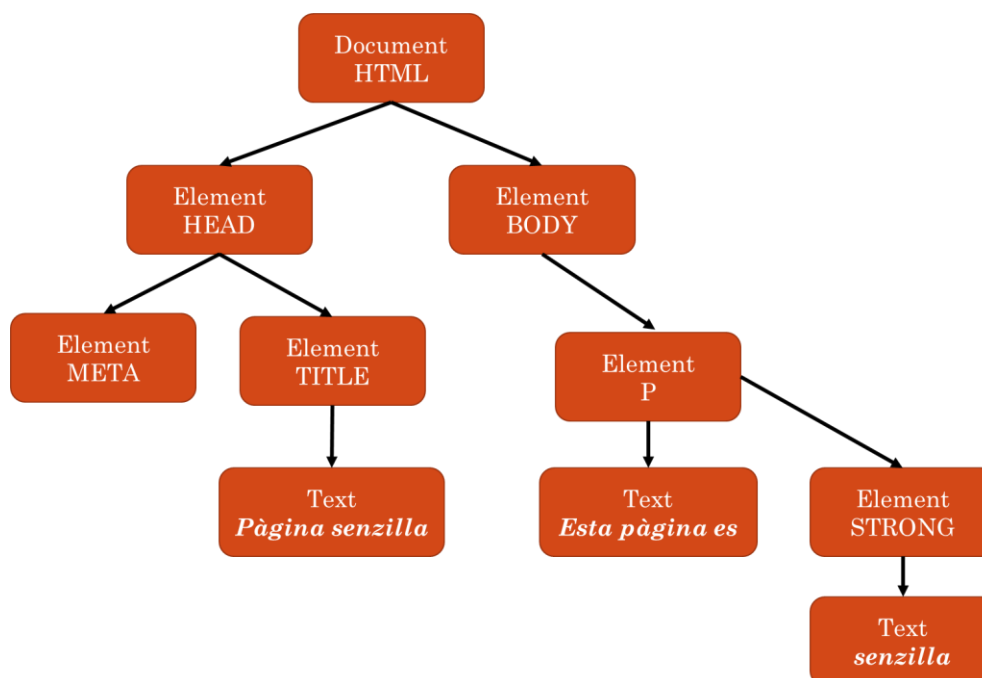 Document
HTML
Element
HEAD
Element
BODY
Element
META
Element
TITLE
Element
P
Text
Pàgina senzilla
Text
Esta pàgina es
Element
STRONG
Text
senzilla